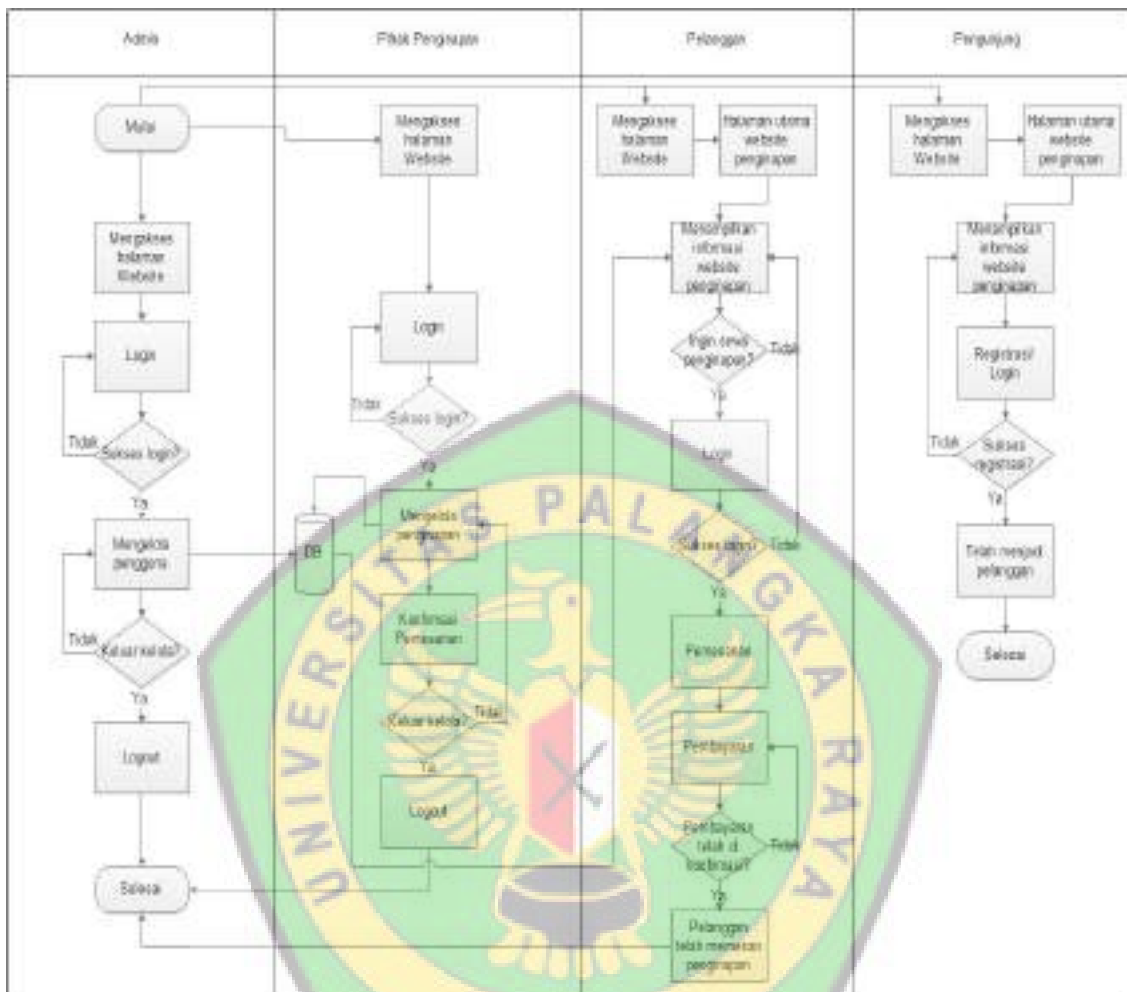 Admin
Pihak Penginapan
Pelanggan
Pengunjung
Mulai
Mengakses
halaman
Website
Login
Tidak
Sukses login?
Ya
Mengelola
pengguna
Tidak
Keluar kelola?
Ya
Logout
Selesai
Mengakses
halaman
Website
Login
Tidak
Sukses login?
Ya
DB
Mengelola
penginapan
Konfirmasi
Pemesanan
Keluar kelola?
Tidak
Ya
Logout
Mengakses
halaman
Website
Halaman utama
website
penginapan
Menampilkan
informasi
website
penginapan
Ingin sewa
penginapan?
Tidak
Ya
Login
Sukses
Tidak
Ya
Pemesanan
Pembayaran
Pembayaran
telah di
konfirmasi?
Tidak
Ya
Pelanggan
telah memesan
penginapan
Mengakses
halaman
Website
Halaman utama
website
penginapan
Menampilkan
informasi
website
penginapan
Registrasi/
Login
Tidak
Sukses
registrasi?
Ya
Telah menjadi
pelanggan
Selesai
UNIVERSITAS PALANGKA RAYA